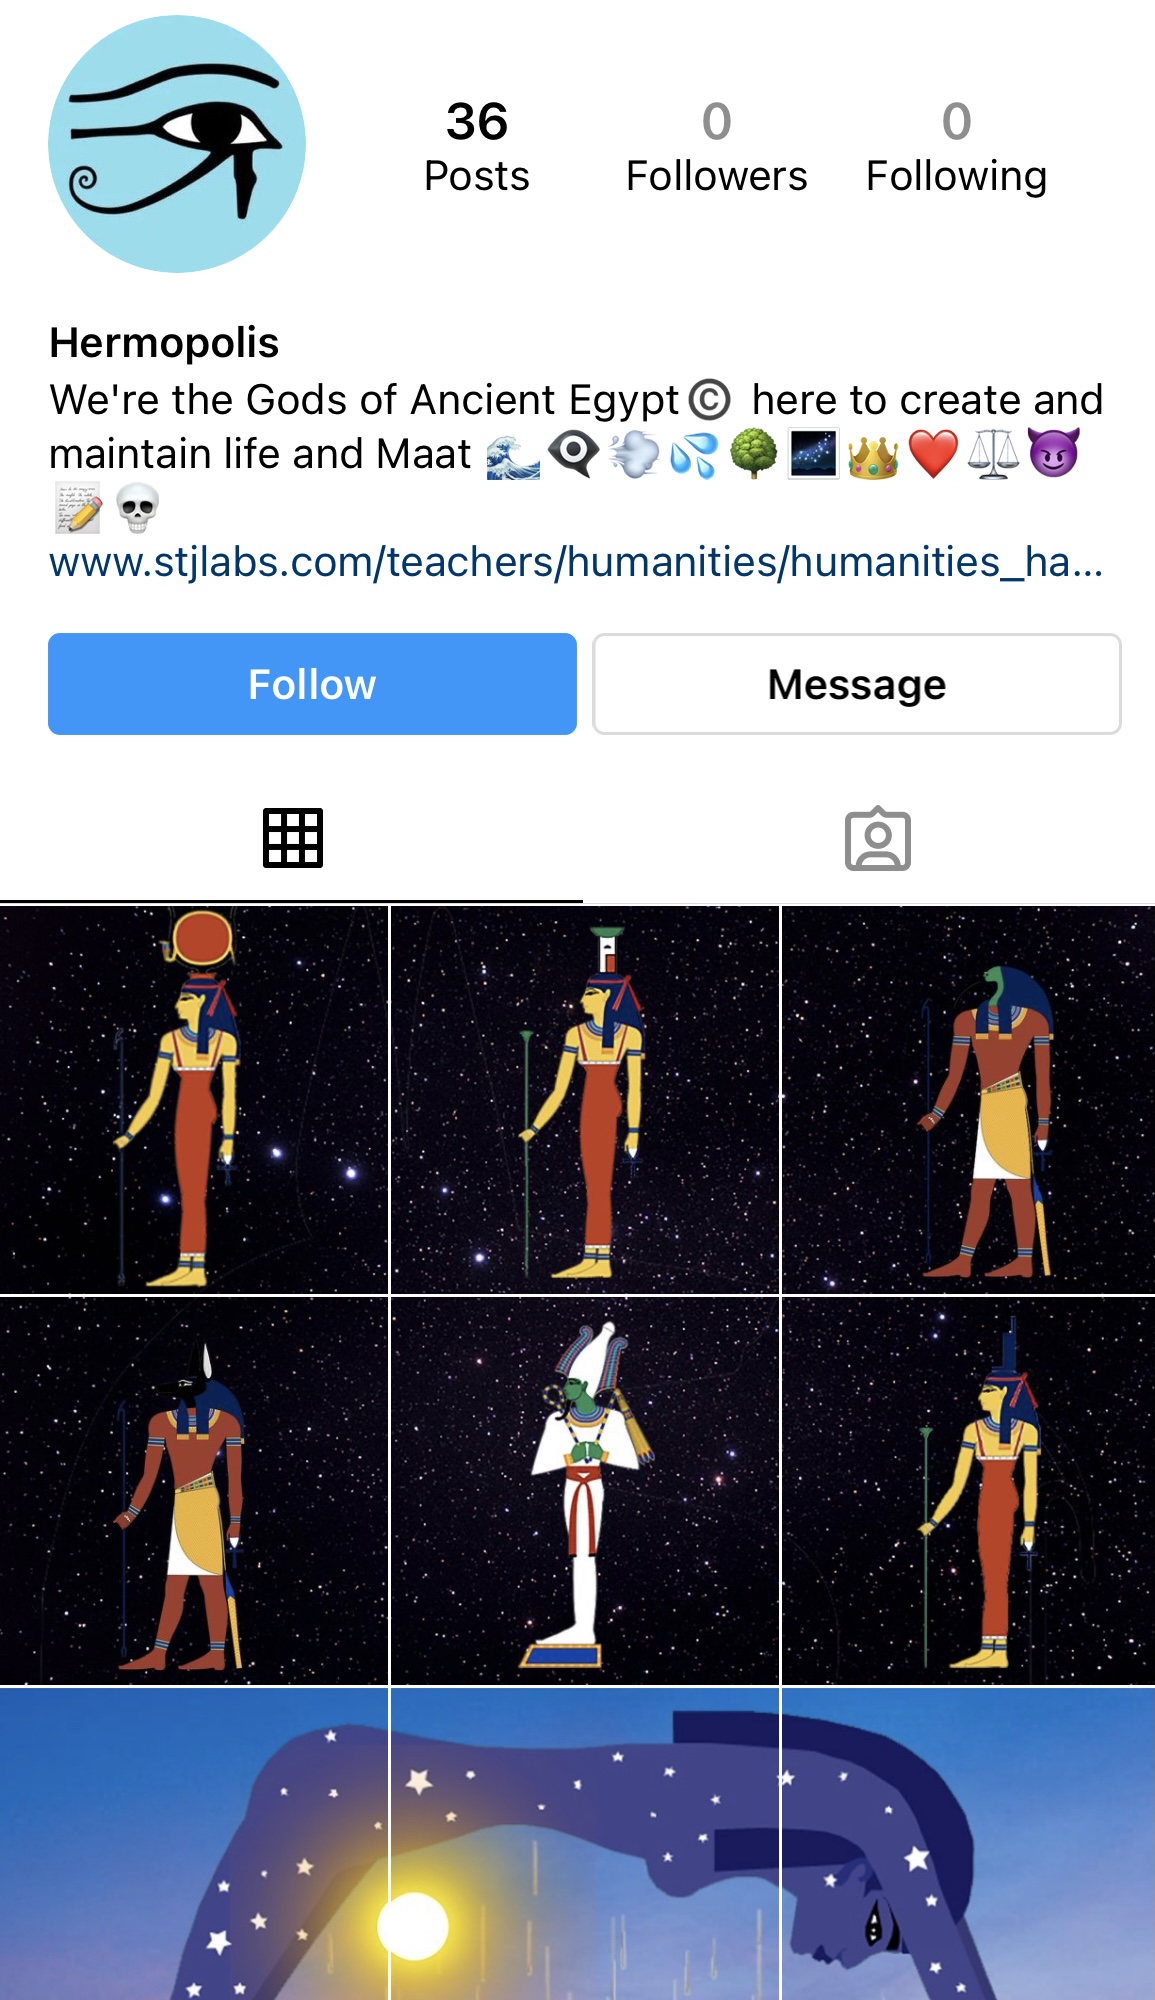 36
Posts
0
Followers
0
Following
Hermopolis
We're the Gods of Ancient Egypt©️ here to create and
maintain life and Maat 🌊👁️‍🗨️💨💦🌳🌌👑❤️⚖️😈
📝💀
www.stjlabs.com/teachers/humanities/humanities_ha...
Follow
Message